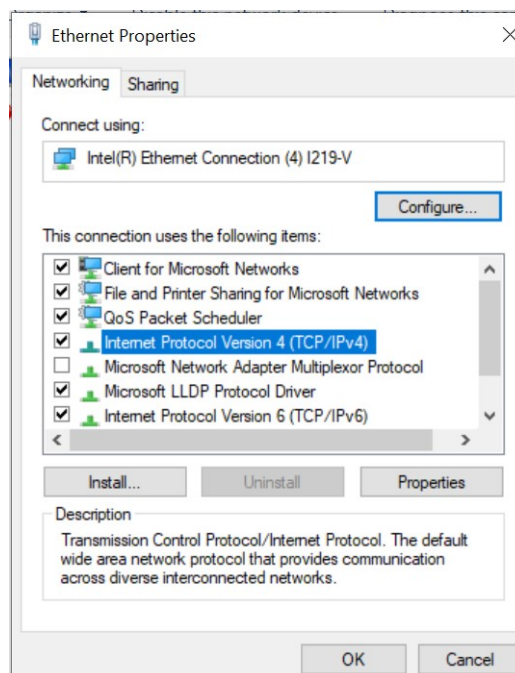 Ethernet Properties
Networking
Sharing
Connect using:
Intel(R) Ethernet Connection (4) I219-V
Configure...
This connection uses the following items:
Client for Microsoft Networks
File and Printer Sharing for Microsoft Networks
QoS Packet Scheduler
Internet Protocol Version 4 (TCP/IPv4)
Microsoft Network Adapter Multiplexor Protocol
Microsoft LLDP Protocol Driver
Internet Protocol Version 6 (TCP/IPv6)
Install...
Uninstall
Properties
Description
Transmission Control Protocol/Internet Protocol. The default
wide area network protocol that provides communication
across diverse interconnected networks.
OK
Cancel